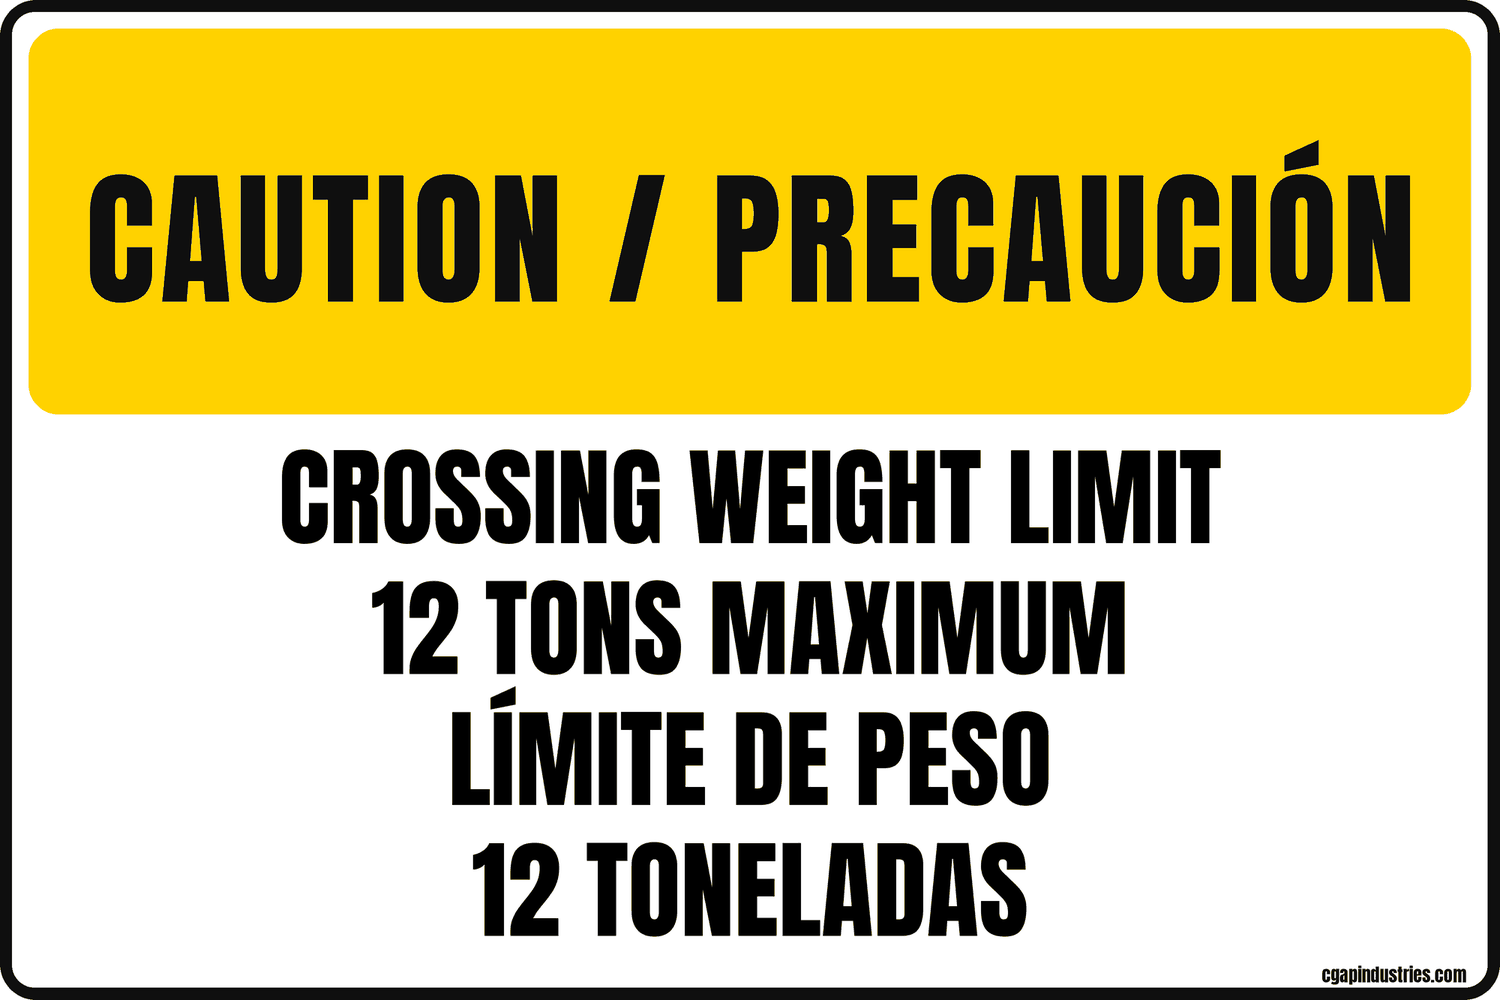 CAUTION / PRECAUCIÓN
CROSSING WEIGHT LIMIT
12 TONS MAXIMUM
LÍMITE DE PESO
12 TONELADAS
cgapindustries.com